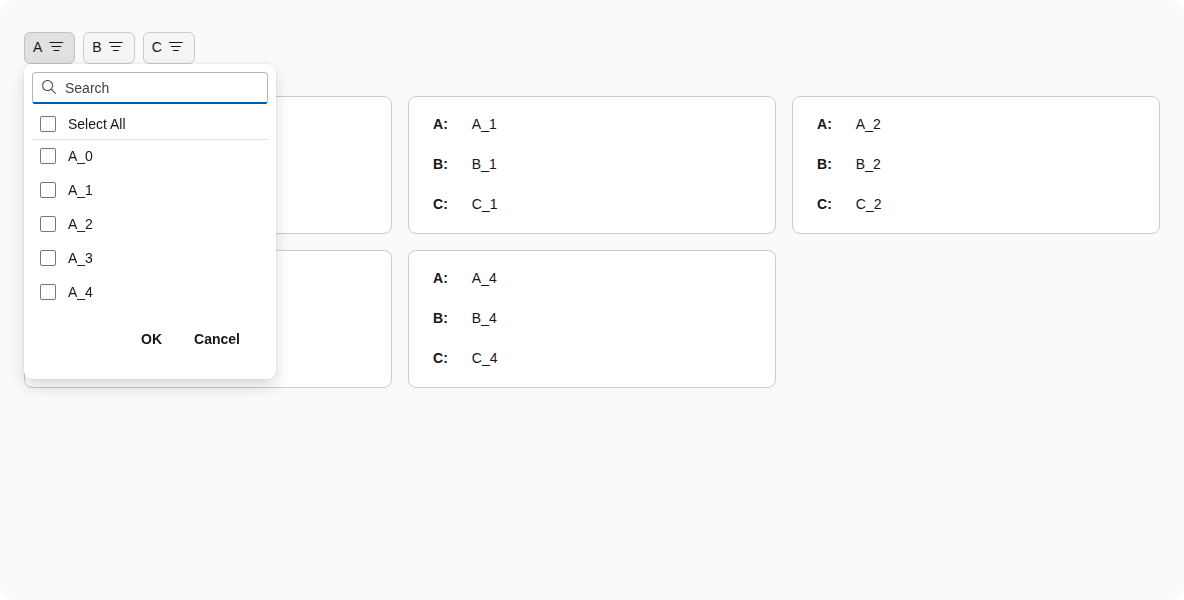 A
B
C
Search
Select All
A_0
A_1
A_2
A_3
A_4
OK Cancel
A: A_1
B: B_1
C: C_1
A: A_2
B: B_2
C: C_2
A: A_4
B: B_4
C: C_4